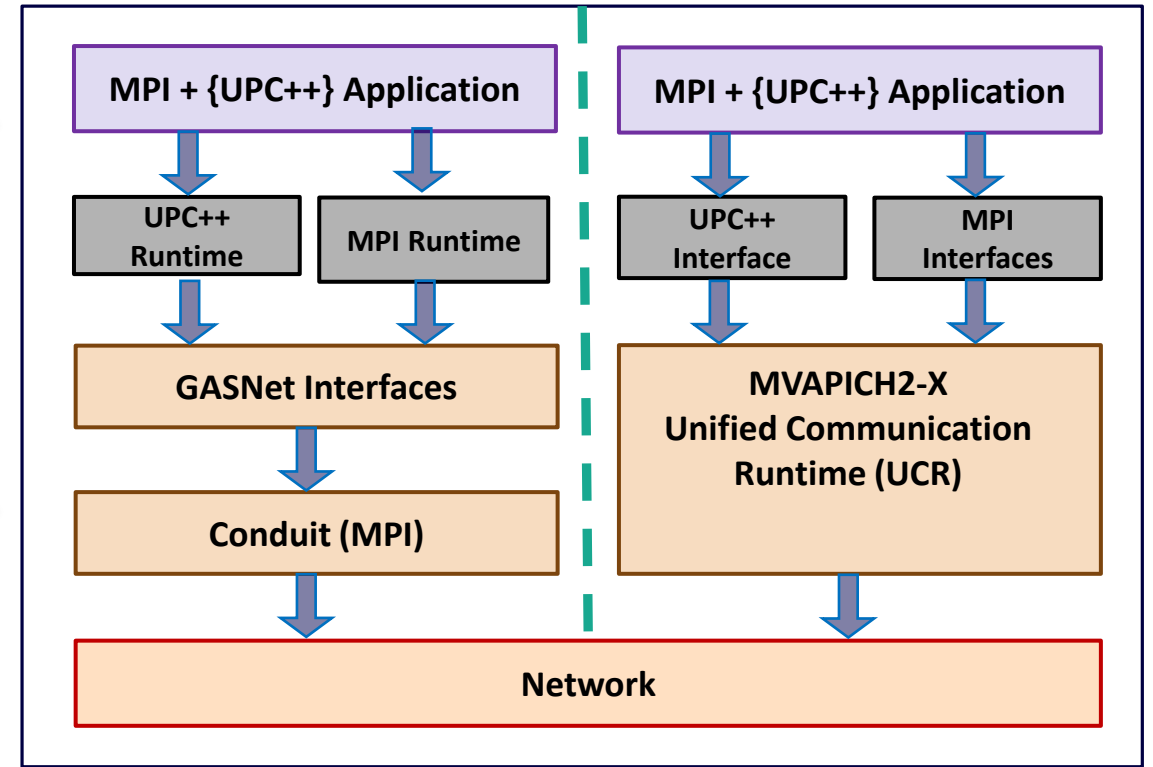 MPI + {UPC++} Application
UPC++
Runtime
MPI Runtime
GASNet Interfaces
Conduit (MPI)
MPI + {UPC++} Application
UPC++
Interface
MPI
Interfaces
MVAPICH2-X
Unified Communication
Runtime (UCR)
Network